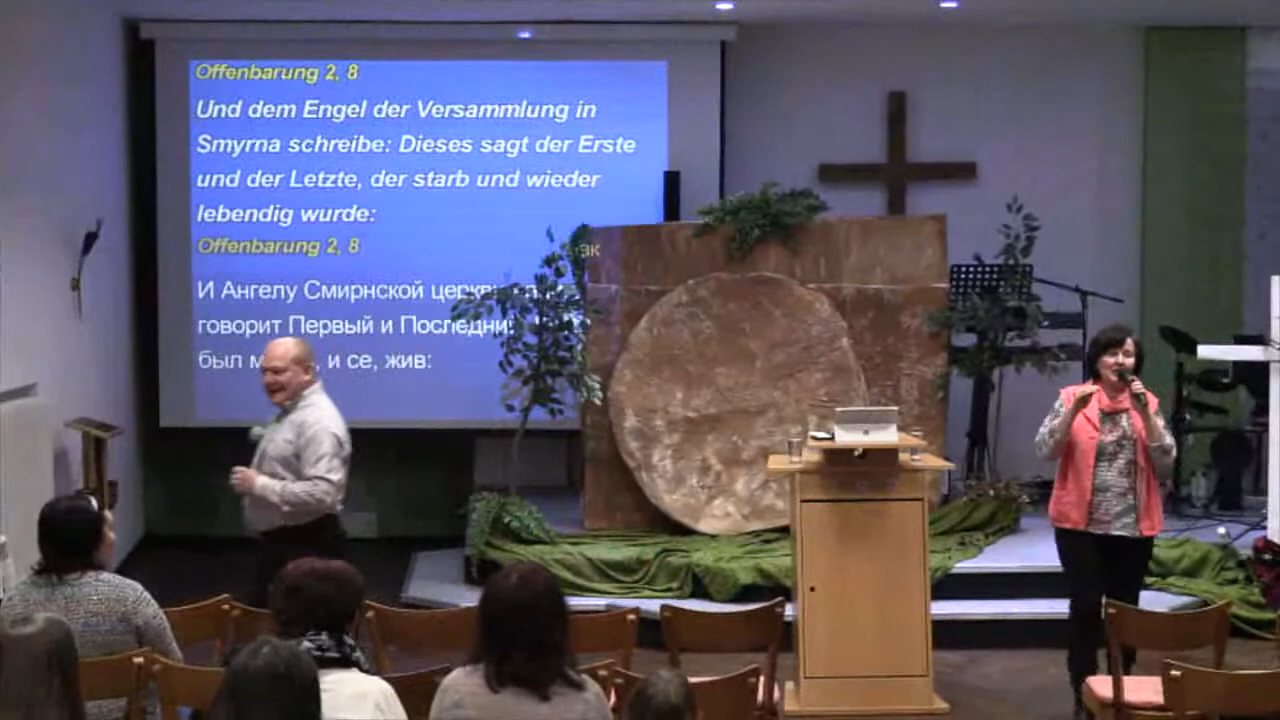 Offenbarung 2, 8
Und dem Engel der Versammlung in
Smyrna schreibe: Dieses sagt der Erste
und der Letzte, der starb und wieder
lebendig wurde:
Offenbarung 2, 8
И Ангелу Смирнской
говорит Первый и
был и се, жив: